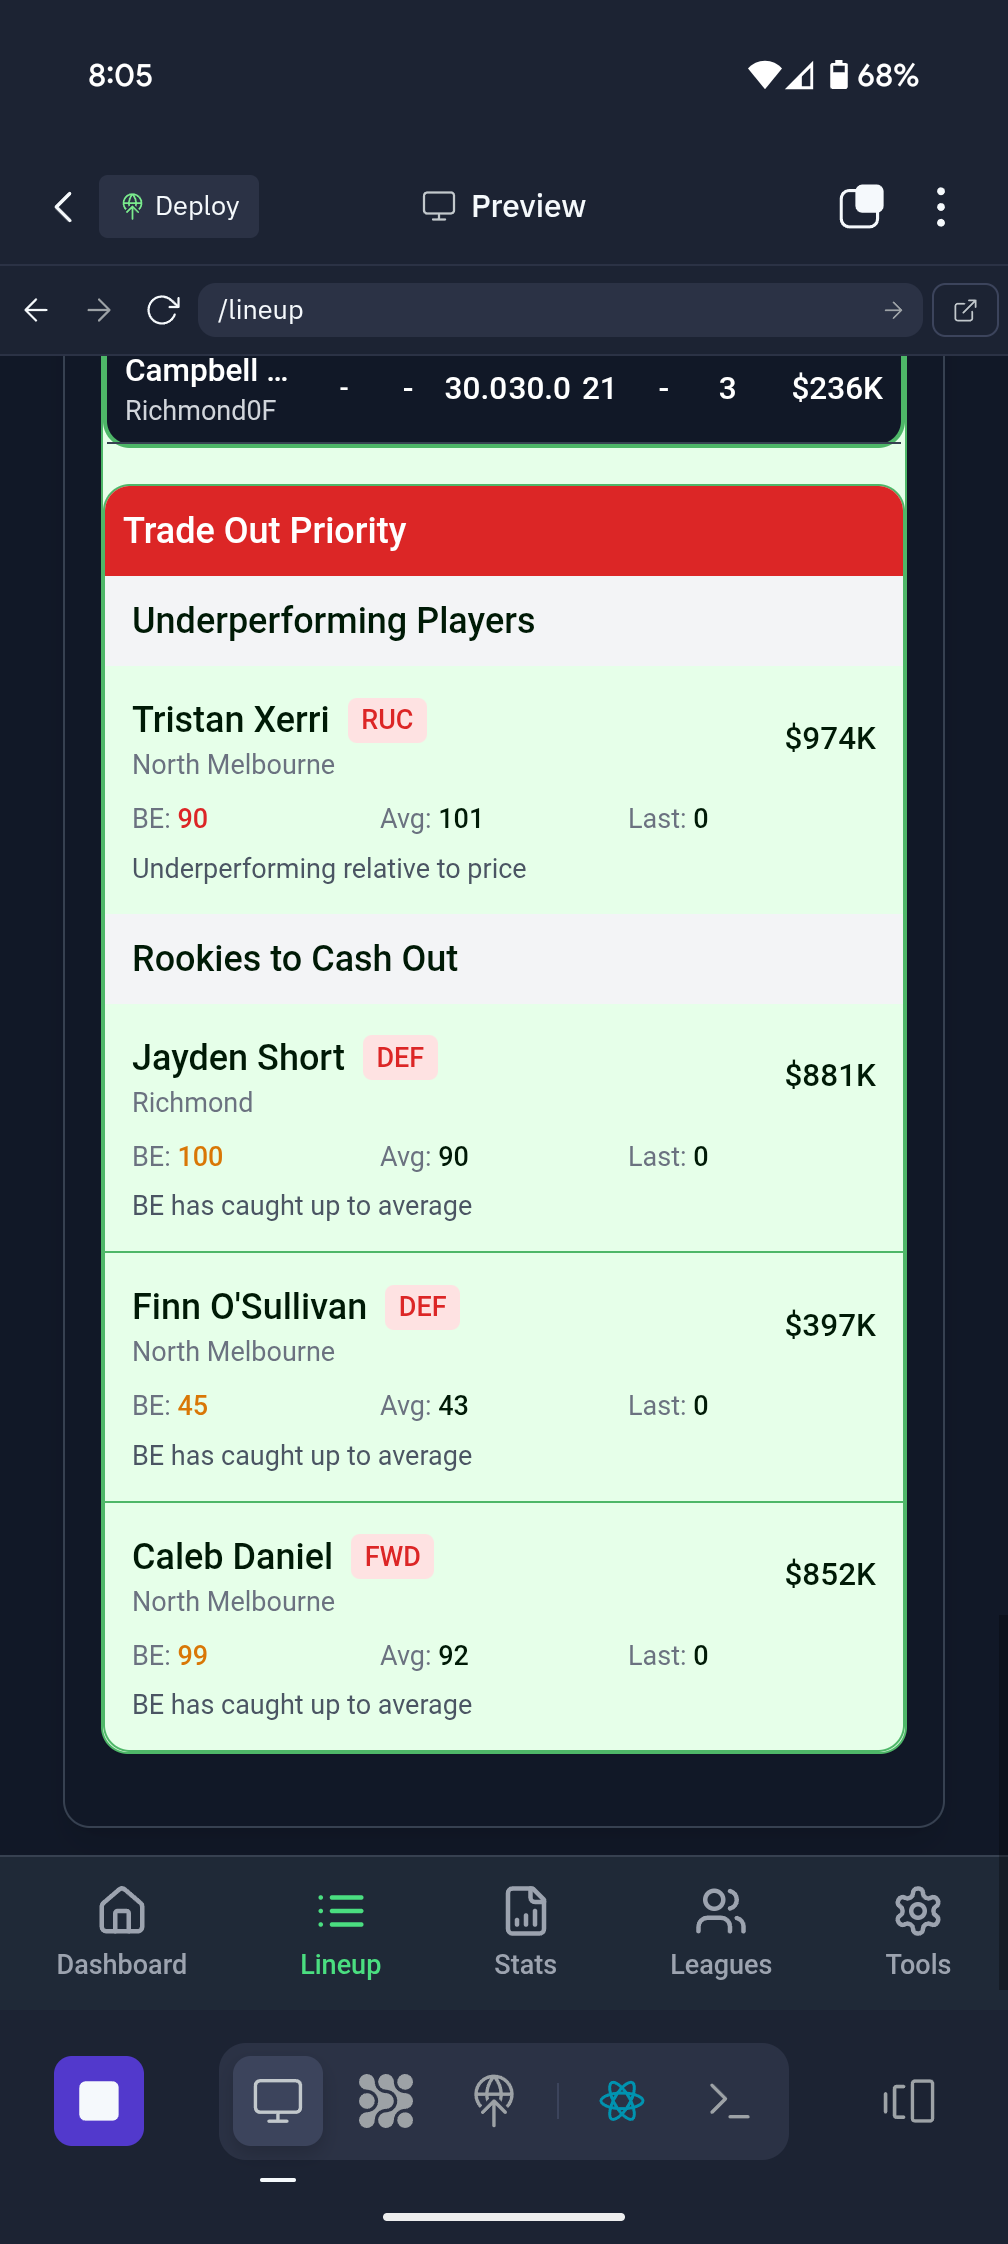 8:05
68%
Deploy
Preview
/lineup
Campbell ...
Richmond0F
- - 30.030.0 21 - 3 $236K
Trade Out Priority
Underperforming Players
Tristan Xerri RUC
$974K
North Melbourne
BE: 90 Avg: 101 Last: 0
Underperforming relative to price
Rookies to Cash Out
Jayden Short DEF
$881K
Richmond
BE: 100 Avg: 90 Last: 0
BE has caught up to average
Finn O'Sullivan DEF
$397K
North Melbourne
BE: 45 Avg: 43 Last: 0
BE has caught up to average
Caleb Daniel FWD
$852K
North Melbourne
BE: 99 Avg: 92 Last: 0
BE has caught up to average
Dashboard Lineup Stats Leagues Tools